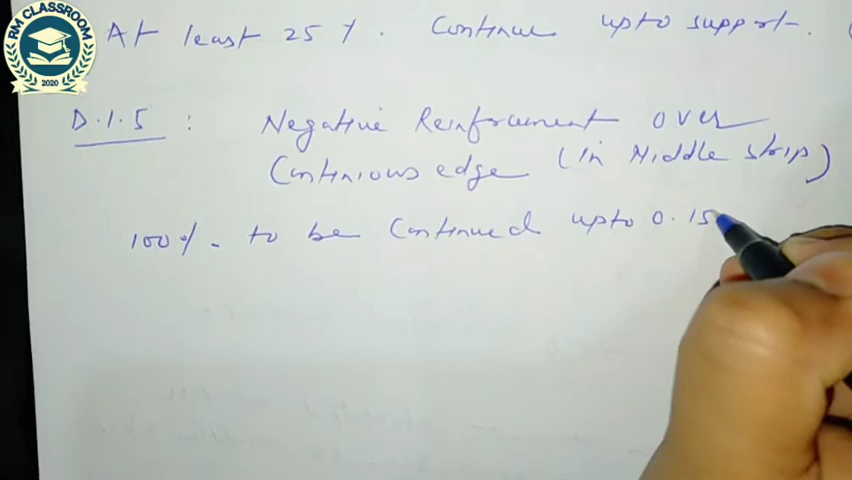 RM CLASSROOM
2020
At least 25 %. Continue upto support.
D.1.5 : Negative Reinforcement over
Continious edge (in Middle strip)
100%. to be Continued upto 0.15